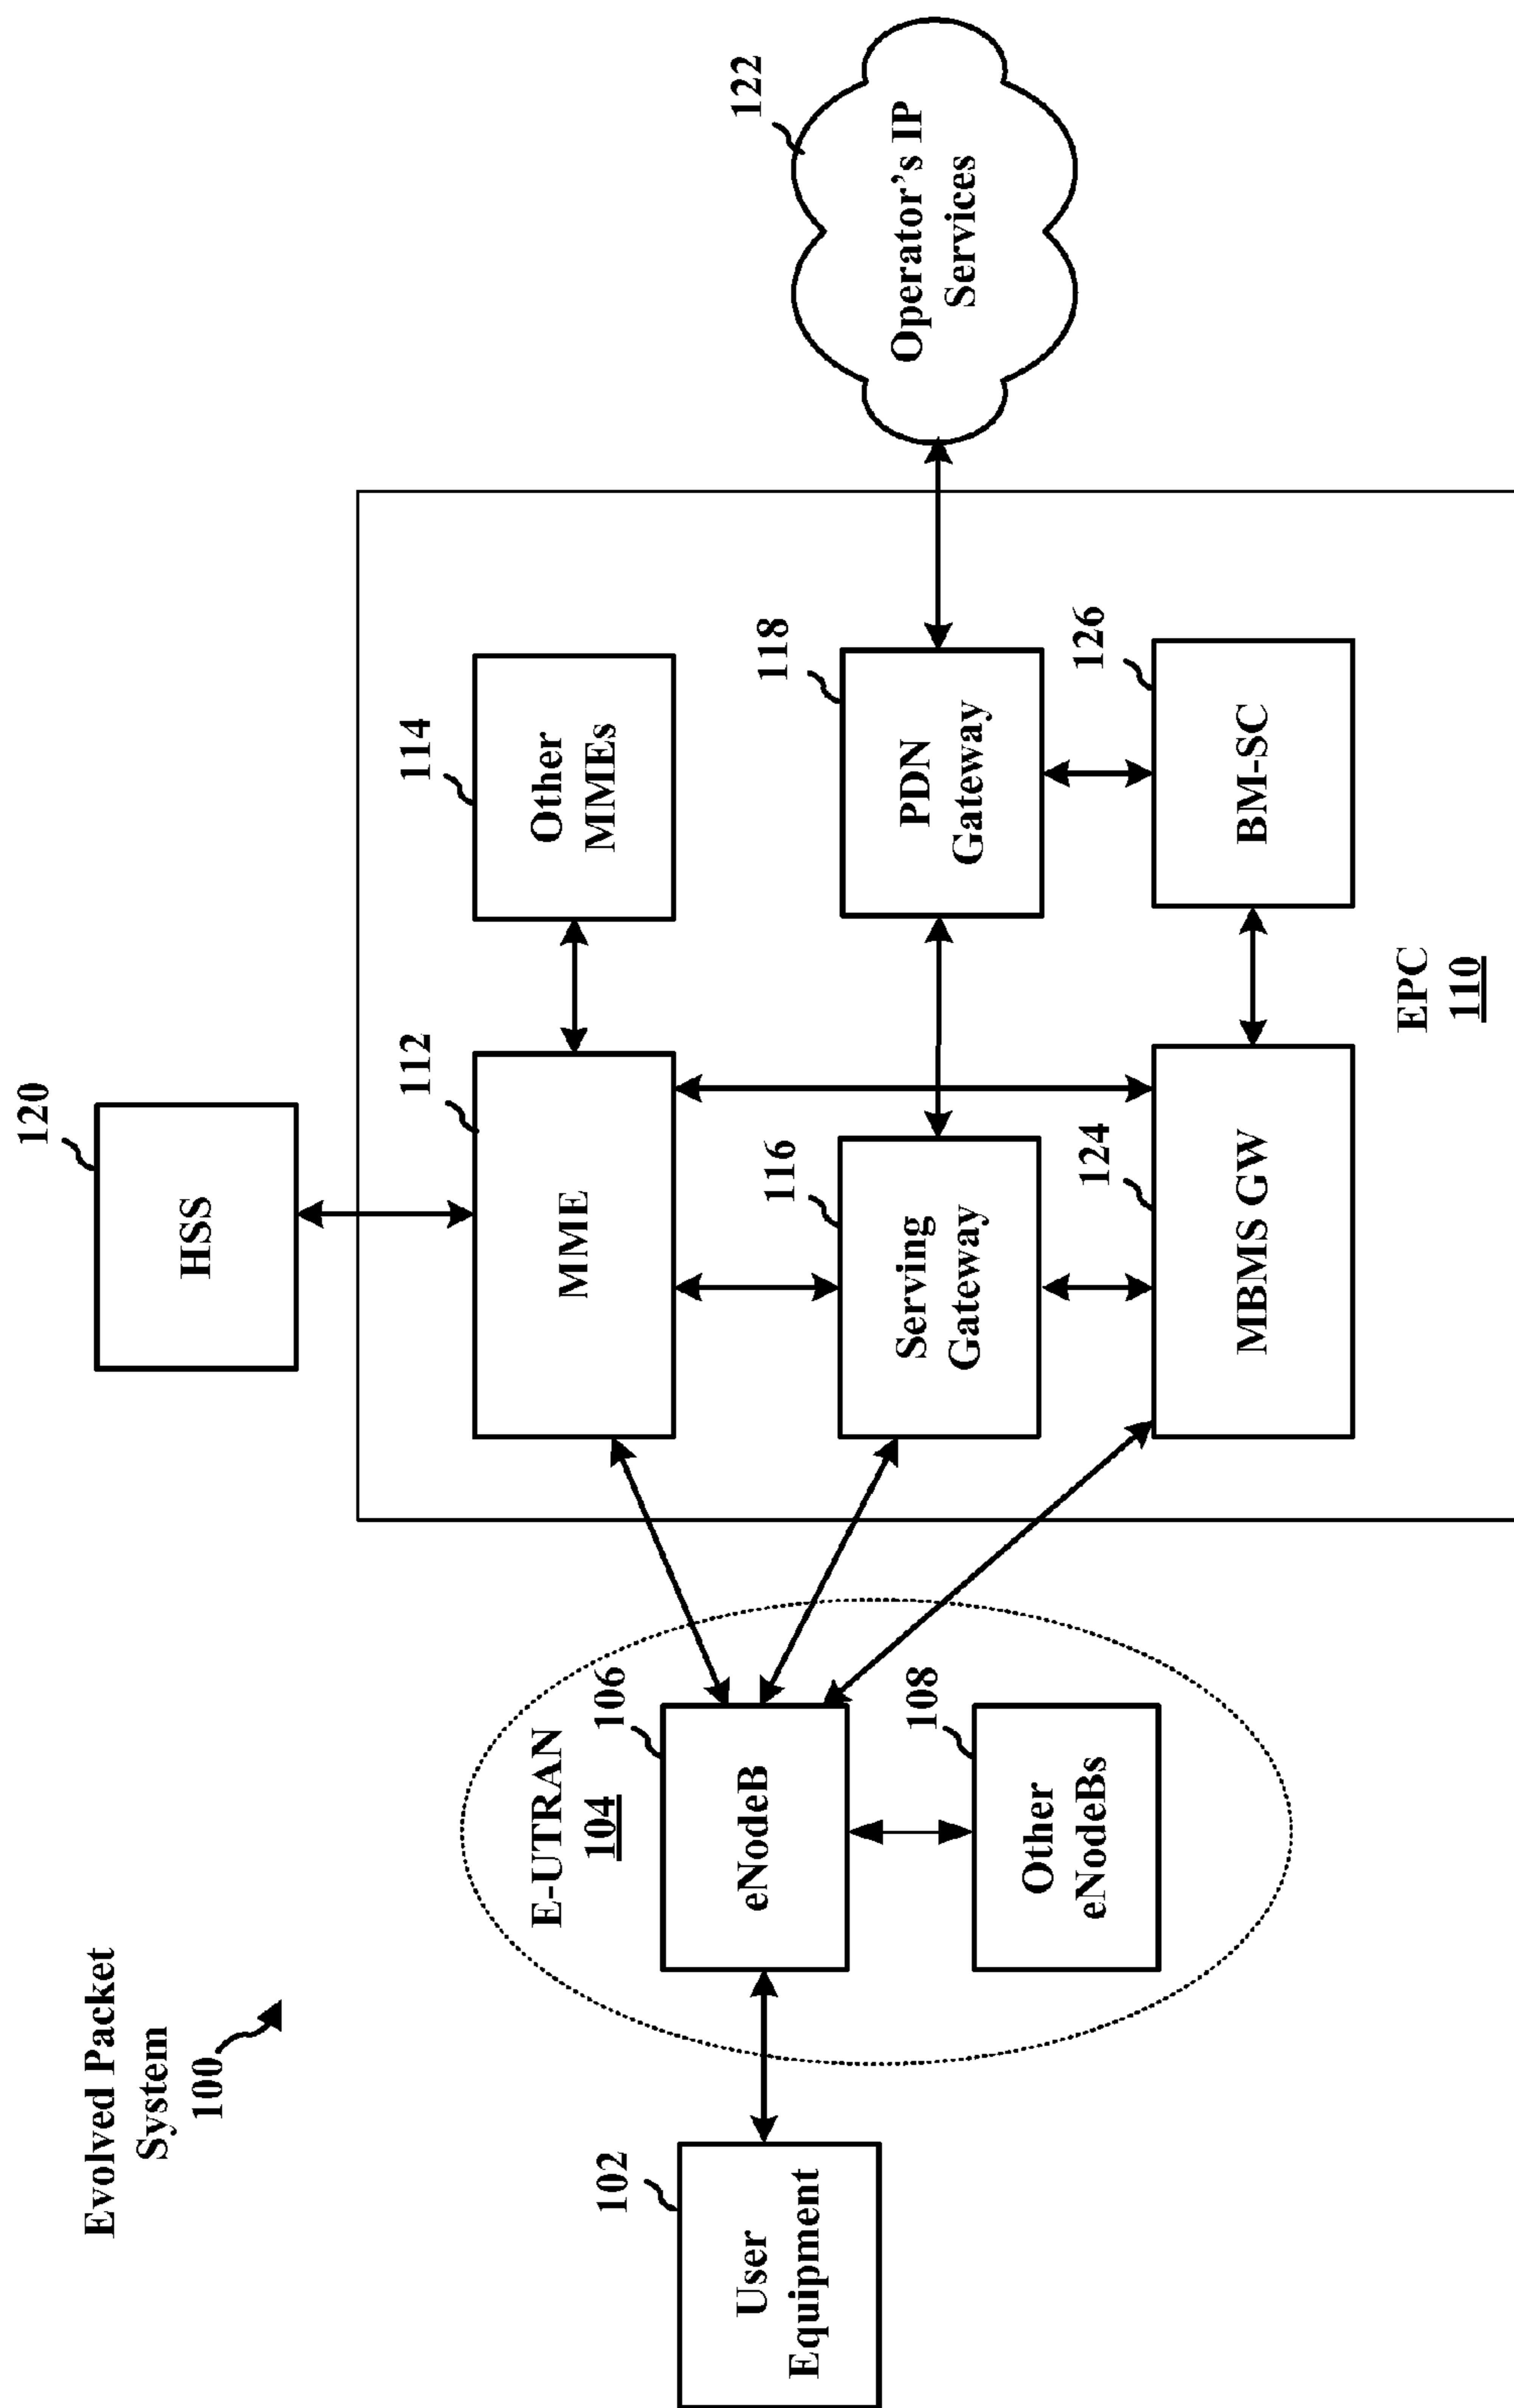 Evolved Packet
System
100
120
HSS
112
MME
114
Other
MMEs
122
Operator's IP
Services
E-UTRAN
104
106
eNodeB
102
User
Equipment
116
Serving
Gateway
118
PDN
Gateway
108
Other
eNodeBs
124
MBMS GW
126
BM-SC
EPC
110